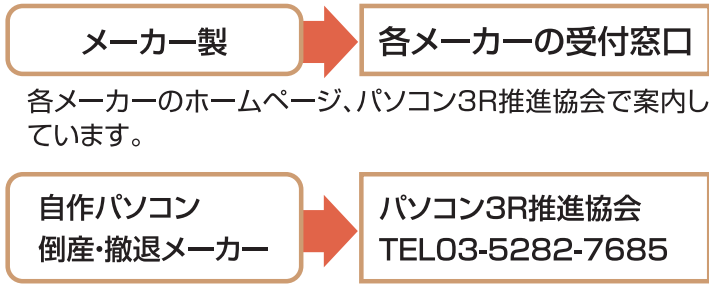 メーカー製
各メーカーの受付窓口
各メーカーのホームページ、パソコン3R推進協会で案内し
ています。
自作パソコン
倒産・撤退メーカー
パソコン3R推進協会
TEL03-5282-7685